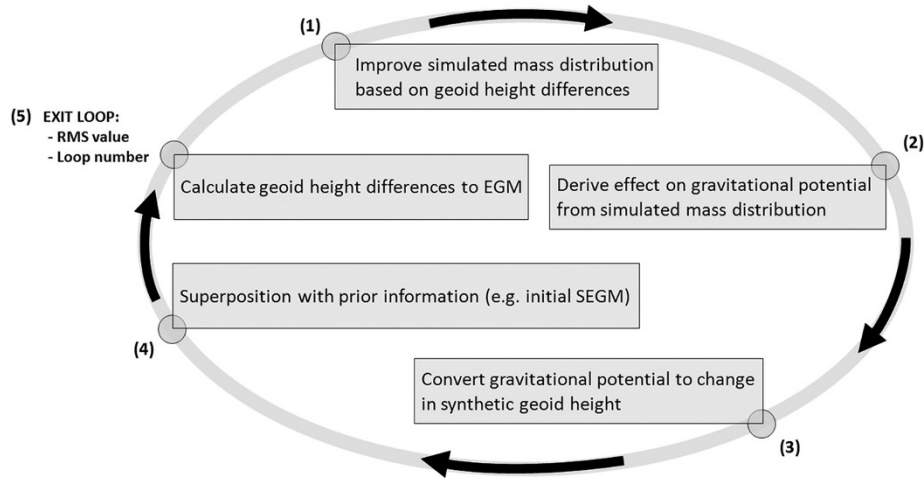 (1)
Improve simulated mass distribution
based on geoid height differences
(2)
Derive effect on gravitational potential
from simulated mass distribution
(3)
Convert gravitational potential to change
in synthetic geoid height
(4)
Superposition with prior information (e.g. initial SEGM)
(5) EXIT LOOP:
- RMS value
- Loop number
Calculate geoid height differences to EGM